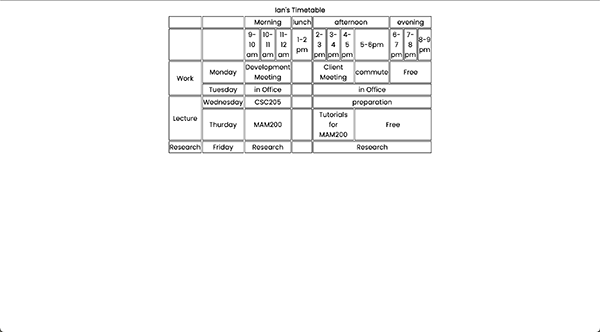 Ian's Timetable
Morning lunch afternoon evening
9-10 am 10-11 am 11-12 am 1-2 pm 2-3 pm 3-4 pm 4-5 pm 5-6pm 6-7 pm 7-8 pm 8-9 pm
Work Monday Development Meeting Client Meeting commute Free
Tuesday in Office in Office
Lecture Wednesday CSC205 preparation
Thurday MAM200 Tutorials for MAM200 Free
Research Friday Research Research